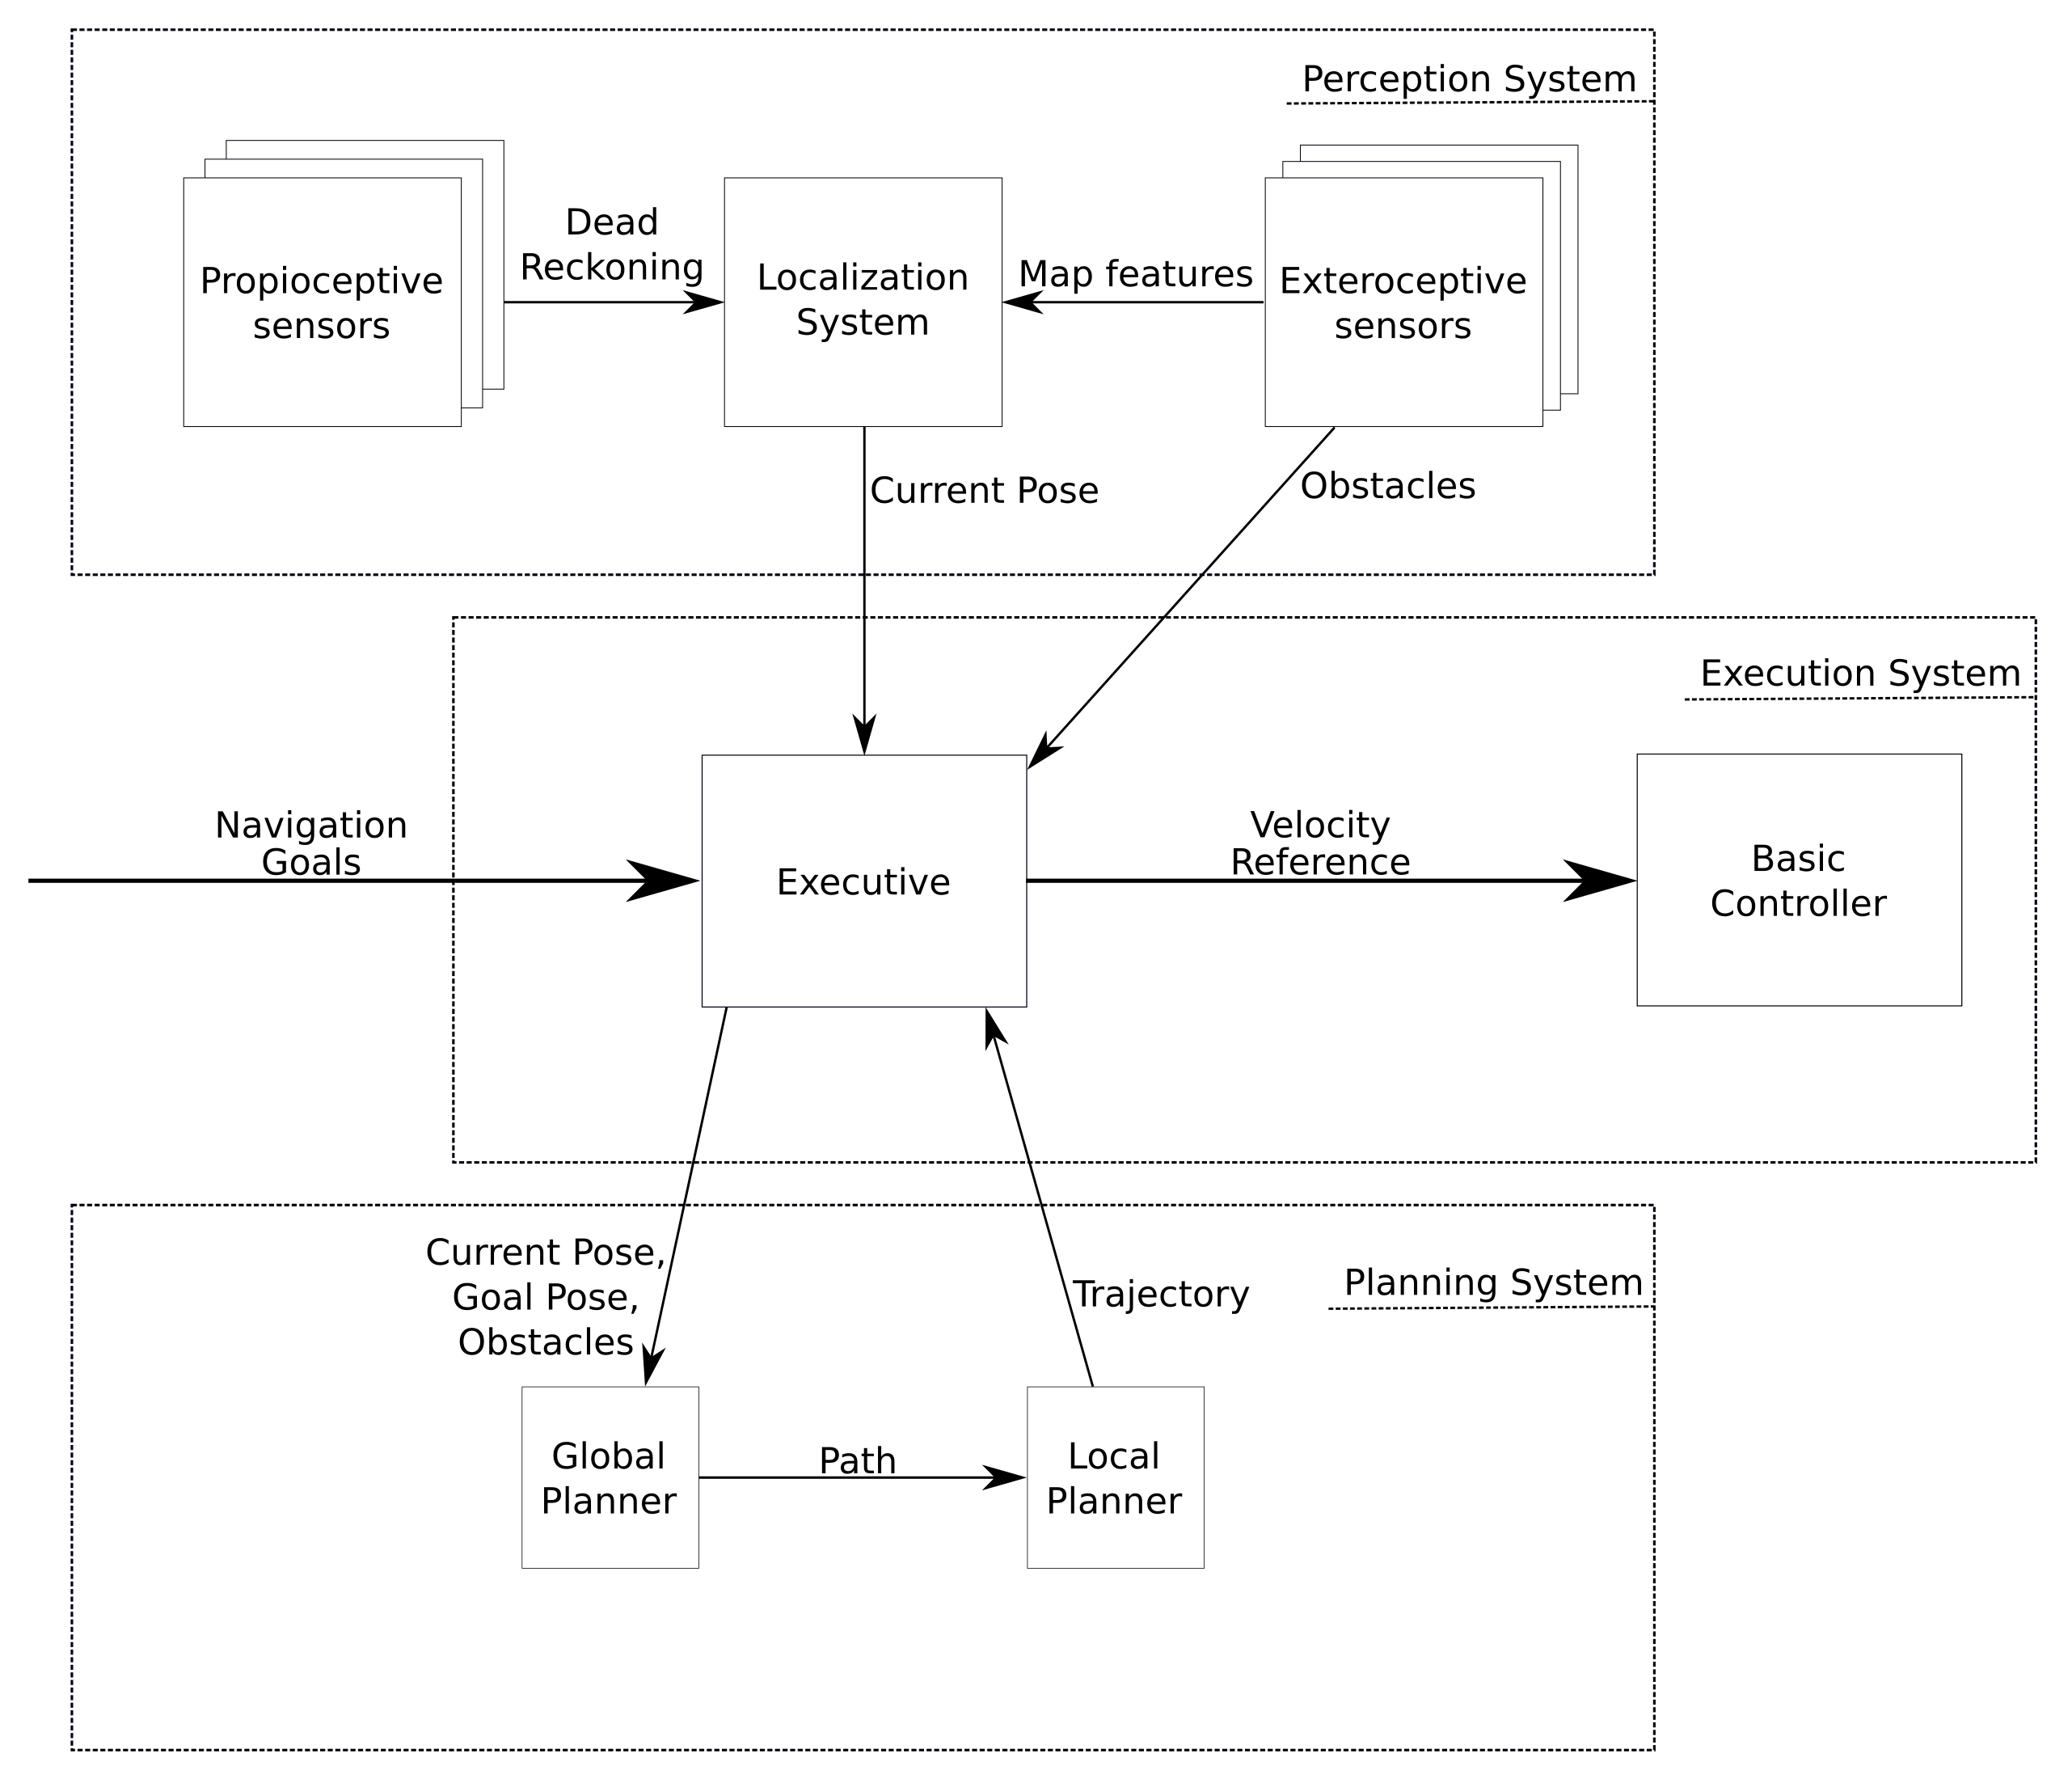 Perception System
Dead
Reckoning
Propioceptive
sensors
Localization
System
Map features
Exteroceptive
sensors
Current Pose
Obstacles
Execution System
Navigation
Goals
Executive
Velocity
Reference
Basic
Controller
Current Pose,
Goal Pose,
Obstacles
Trajectory
Planning System
Global
Planner
Path
Local
Planner